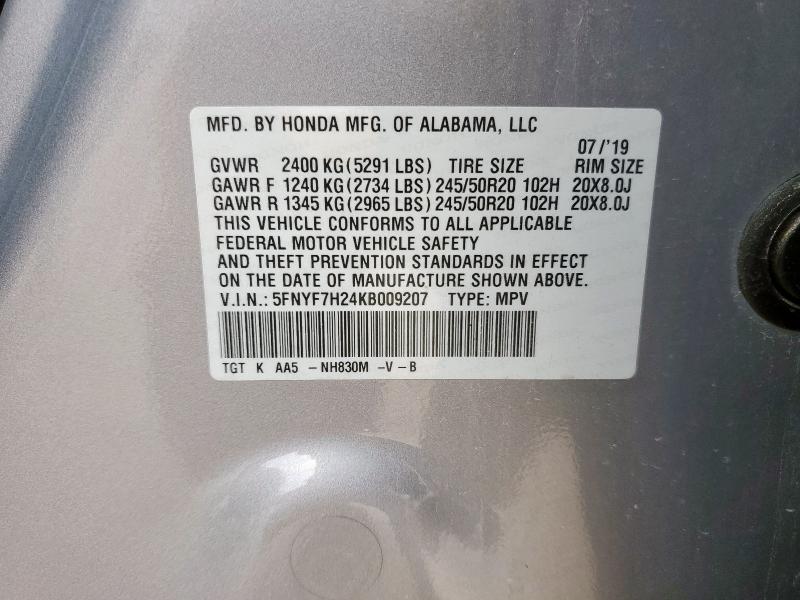 MFD. BY HONDA MFG. OF ALABAMA, LLC
07/'19
GVWR 2400 KG(5291 LBS) TIRE SIZE RIM SIZE
GAWR F 1240 KG(2734 LBS) 245/50R20 102H 20X8.0J
GAWR R 1345 KG(2965 LBS) 245/50R20 102H 20X8.0J
THIS VEHICLE CONFORMS TO ALL APPLICABLE
FEDERAL MOTOR VEHICLE SAFETY
AND THEFT PREVENTION STANDARDS IN EFFECT
ON THE DATE OF MANUFACTURE SHOWN ABOVE.
V.I.N.: 5FNYF7H24KB009207 TYPE: MPV
TGT K AA5 -NH830M -V-B